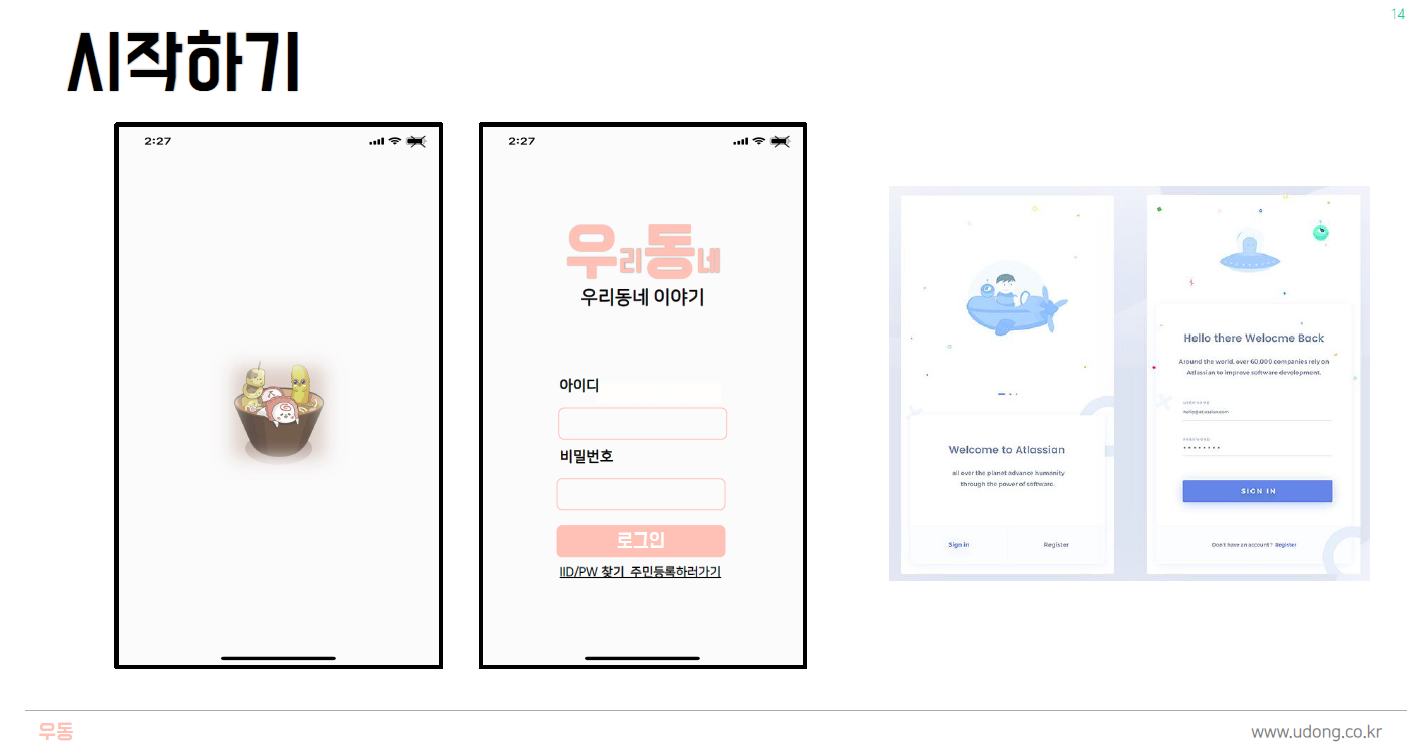 14
시작하기
2:27
2:27
우리동네
우리동네 이야기
아이디
비밀번호
로그인
IID/PW 찾기 주민등록하러가기
Welcome to Atlassian
all over the planet advance humanity
through the power of software.
Sign in
Register
Hello there Welocme Back
Around the world, over 60,000 companies rely on
Atlassian to improve software development.
hello@atlassian.com
SIGN IN
Don't have an account? Register
우동
www.udong.co.kr